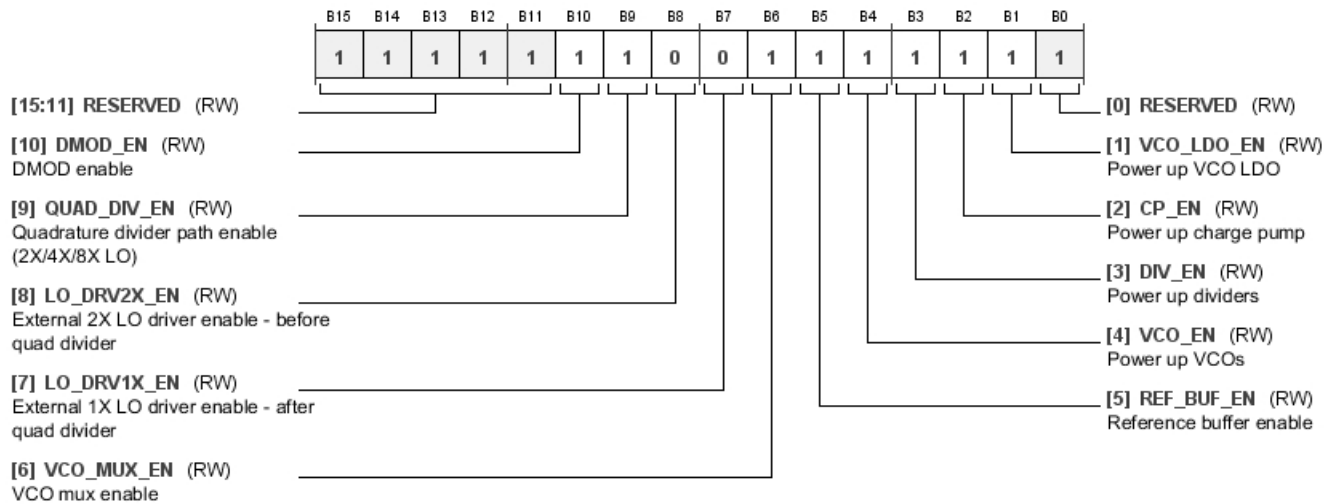 B15 B14 B13 B12 B11 B10 B9 B8 B7 B6 B5 B4 B3 B2 B1 B0
1 1 1 1 1 1 1 0 0 1 1 1 1 1 1 1
[15:11] RESERVED (RW)
[10] DMOD_EN (RW)
DMOD enable
[9] QUAD_DIV_EN (RW)
Quadrature divider path enable
(2X/4X/8X LO)
[8] LO_DRV2X_EN (RW)
External 2X LO driver enable - before
quad divider
[7] LO_DRV1X_EN (RW)
External 1X LO driver enable - after
quad divider
[6] VCO_MUX_EN (RW)
VCO mux enable
[0] RESERVED (RW)
[1] VCO_LDO_EN (RW)
Power up VCO LDO
[2] CP_EN (RW)
Power up charge pump
[3] DIV_EN (RW)
Power up dividers
[4] VCO_EN (RW)
Power up VCOs
[5] REF_BUF_EN (RW)
Reference buffer enable